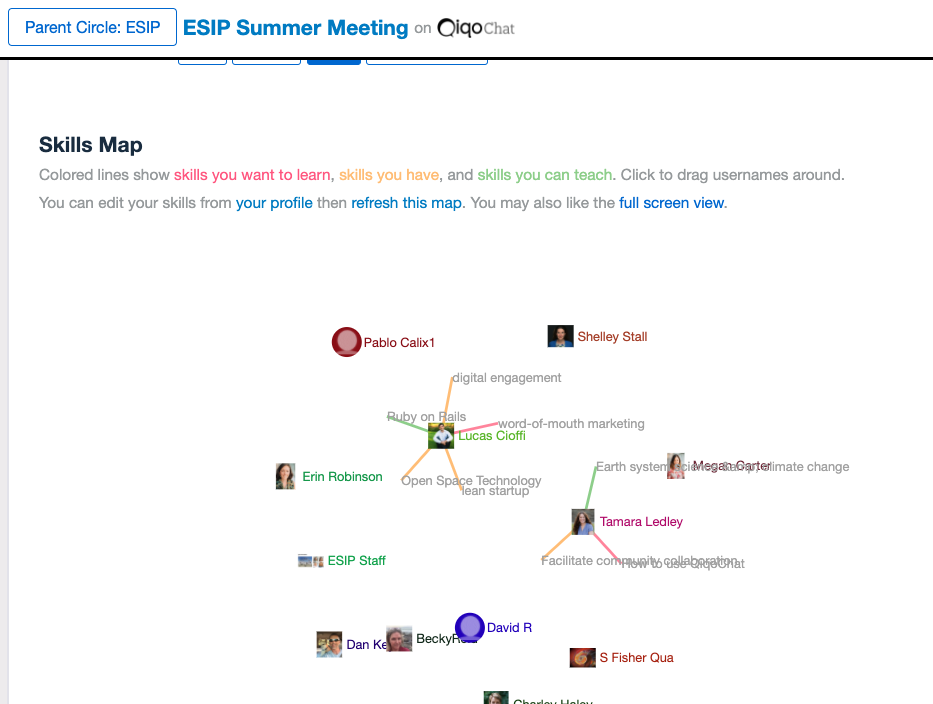 Parent Circle: ESIP
ESIP Summer Meeting on QiqoChat
Skills Map
Colored lines show skills you want to learn, skills you have, and skills you can teach. Click to drag usernames around.
You can edit your skills from your profile then refresh this map. You may also like the full screen view.
Pablo Calix1
Shelley Stall
digital engagement
Ruby on Rails
word-of-mouth marketing
Lucas Cioffi
Earth system science climate change
Megan Carter
Erin Robinson
Open Space Technology
lean startup
Tamara Ledley
Facilitate community collaboration
How to use QiqoChat
ESIP Staff
David R
Dan Ke
BeckyR
S Fisher Qua
Charley Haley